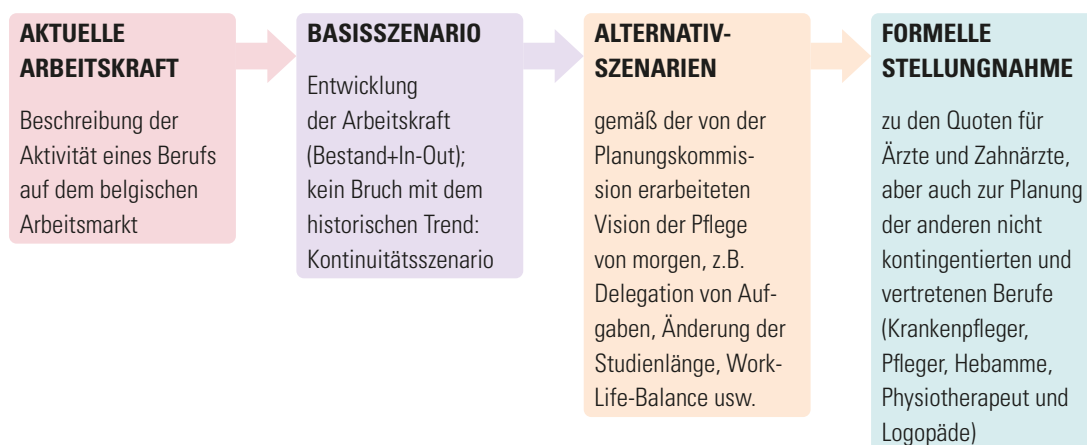 AKTUELLE
ARBEITSKRAFT
Beschreibung der
Aktivität eines Berufs
auf dem belgischen
Arbeitsmarkt
BASISSZENARIO
Entwicklung
der Arbeitskraft
(Bestand+In-Out);
kein Bruch mit dem
historischen Trend:
Kontinuitätsszenario
ALTERNATIV-
SZENARIEN
gemäß der von der
Planungskommis-
sion erarbeiteten
Vision der Pflege
von morgen, z.B.
Delegation von Auf-
gaben, Änderung der
Studienlänge, Work-
Life-Balance usw.
FORMELLE
STELLUNGNAHME
zu den Quoten für
Ärzte und Zahnärzte,
aber auch zur Planung
der anderen nicht
kontingentierten und
vertretenen Berufe
(Krankenpfleger,
Pfleger, Hebamme,
Physiotherapeut und
Logopäde)